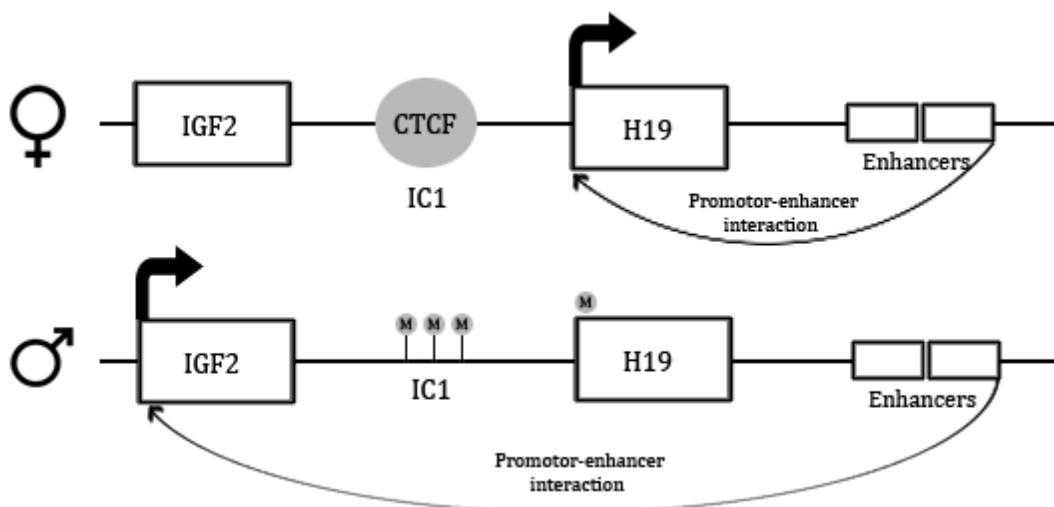 IGF2
CTCF
H19
IC1
Enhancers
Promotor-enhancer
interaction
M
IGF2
M M M
IC1
H19
Enhancers
Promotor-enhancer
interaction